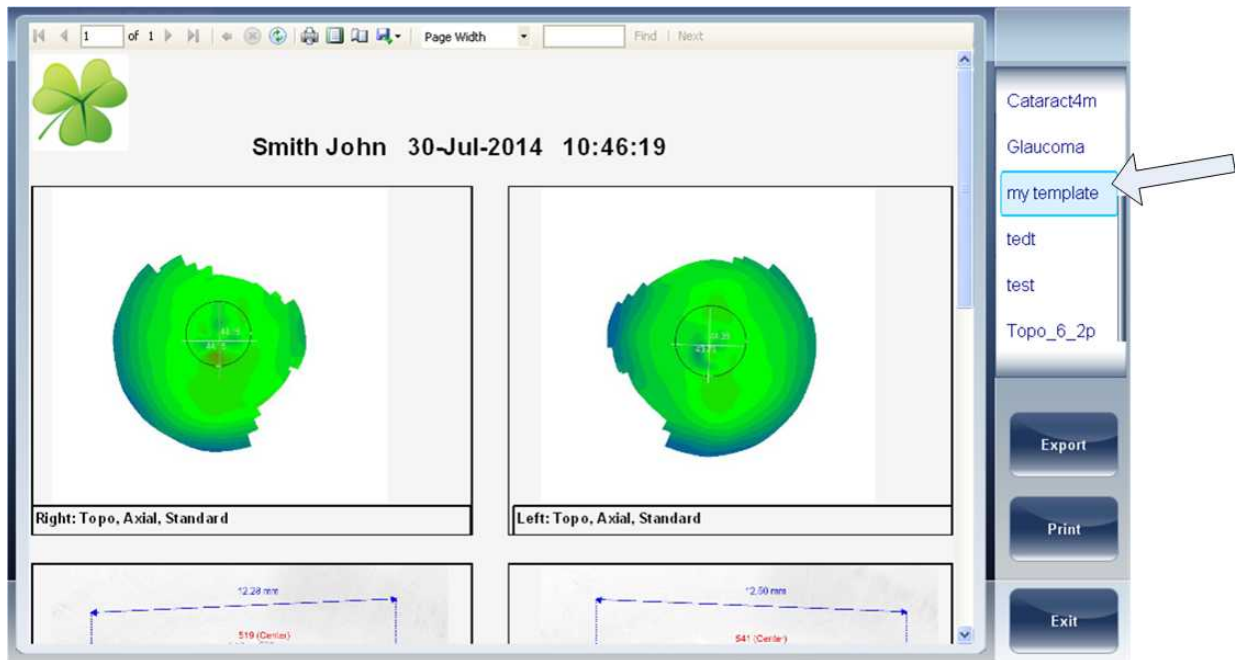 1 of 1 Page Width Find | Next
Smith John 30-Jul-2014 10:46:19
Right: Topo, Axial, Standard
Left: Topo, Axial, Standard
12.28 mm
519 (Center)
12.60 mm
541 (Center)
Cataract4m
Glaucoma
my template
tedt
test
Topo_6_2p
Export
Print
Exit